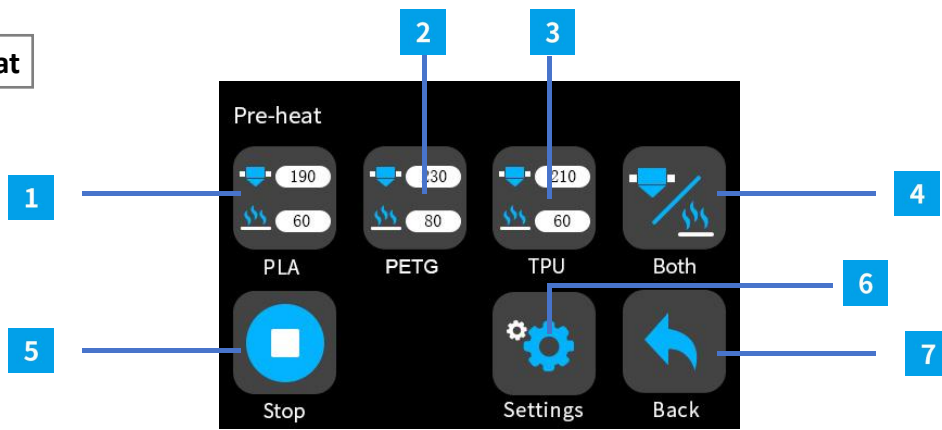 2 3
at
Pre-heat
190 230 210
1 4
60 80 60
PLA PETG TPU Both
6
5 7
Stop Settings Back